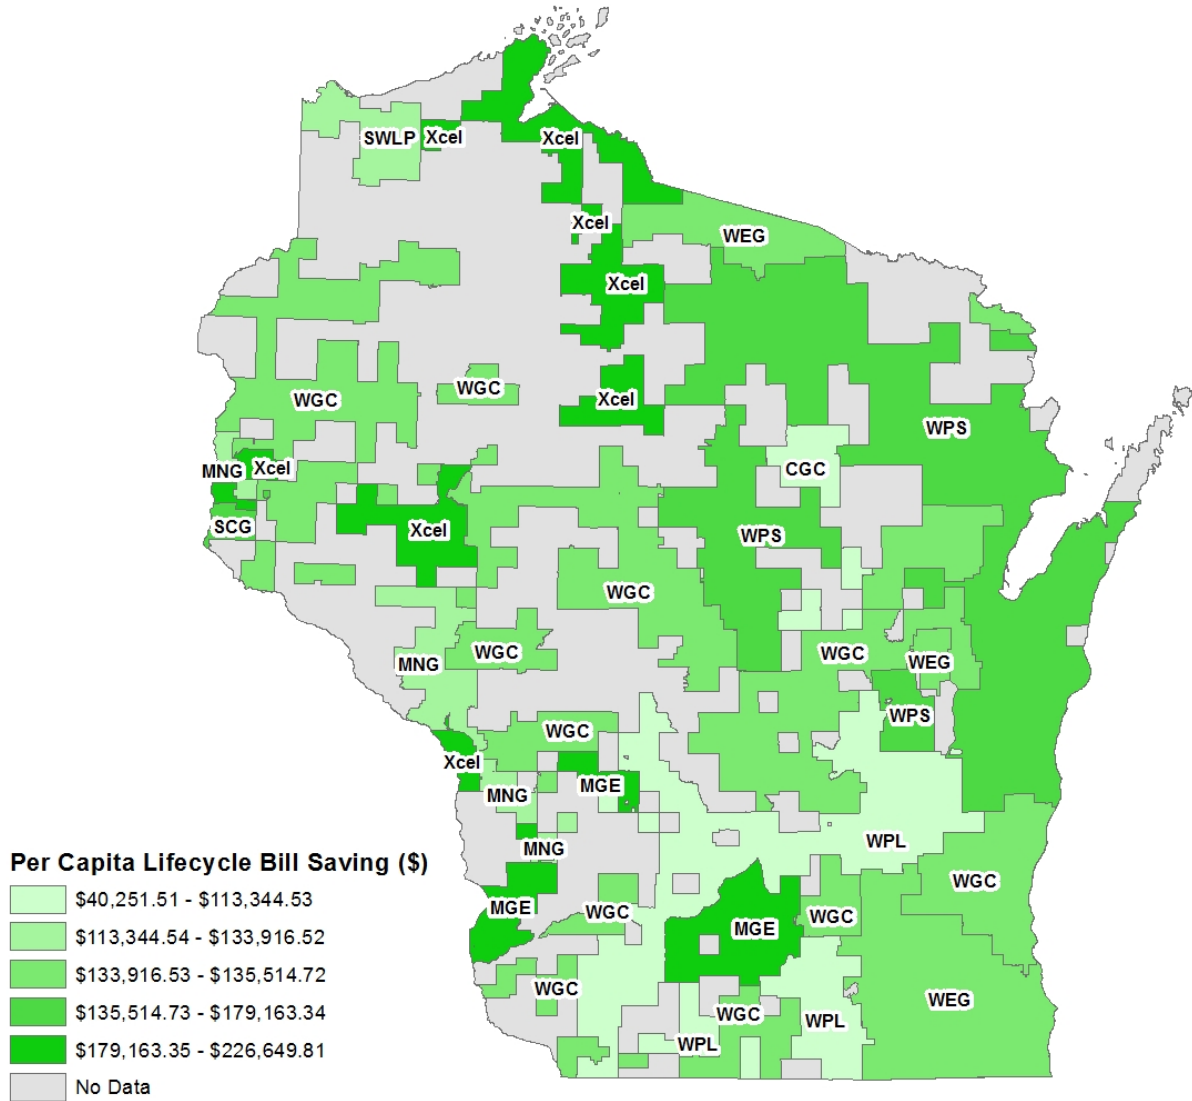 SWLP
Xcel
Xcel
Xcel
WEG
Xcel
WGC
WGC
Xcel
WPS
MNG
Xcel
CGC
SCG
Xcel
WPS
WGC
MNG
WGC
WGC
WEG
WPS
WGC
Xcel
MNG
MGE
MNG
WPL
WGC
MGE
WGC
MGE
WGC
WGC
WEG
WGC
WPL
WPL
Per Capita Lifecycle Bill Saving ($)
$40,251.51 - $113,344.53
$113,344.54 - $133,916.52
$133,916.53 - $135,514.72
$135,514.73 - $179,163.34
$179,163.35 - $226,649.81
No Data